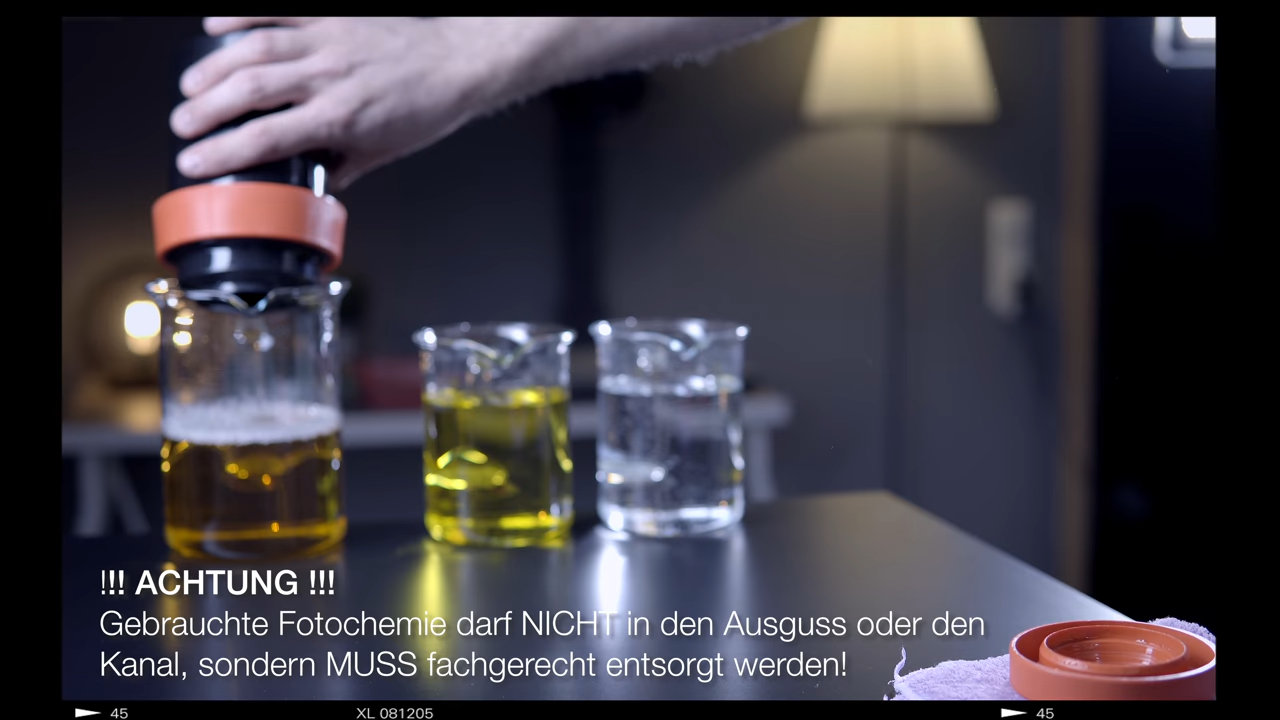 !!! ACHTUNG !!!
Gebrauchte Fotochemie darf NICHT in den Ausguss oder den
Kanal, sondern MUSS fachgerecht entsorgt werden!
45 XL 081205 45